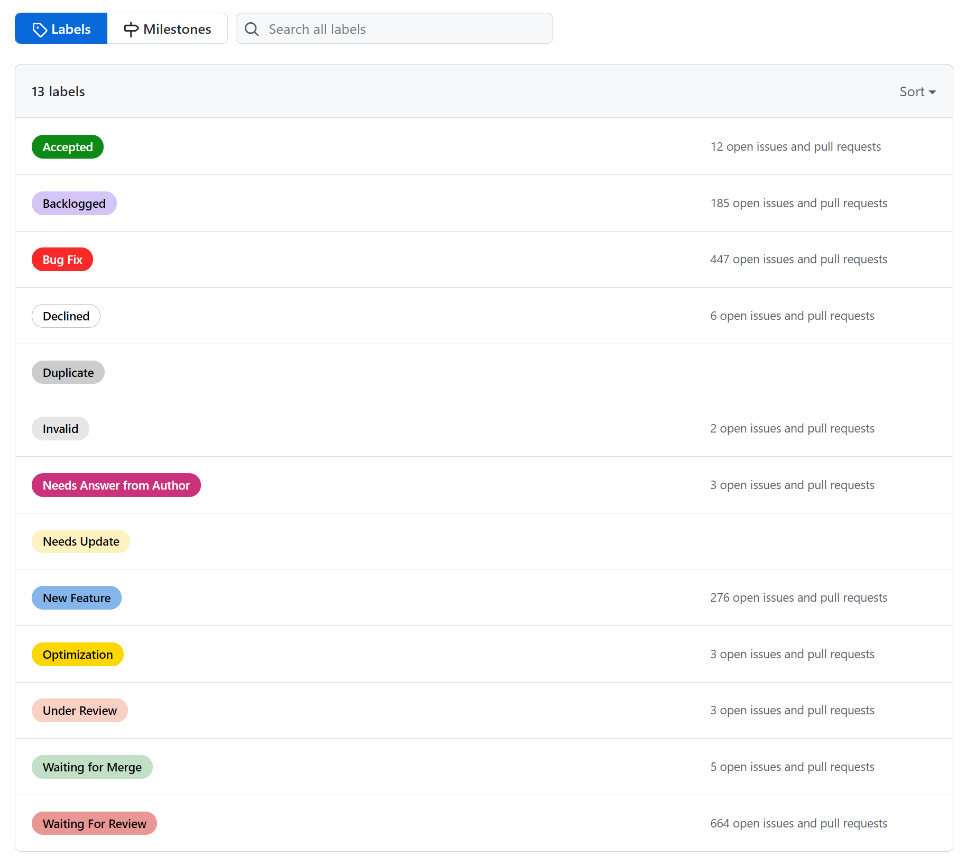 Labels Milestones Search all labels
13 labels Sort
Accepted 12 open issues and pull requests
Backlogged 185 open issues and pull requests
Bug Fix 447 open issues and pull requests
Declined 6 open issues and pull requests
Duplicate
Invalid 2 open issues and pull requests
Needs Answer from Author 3 open issues and pull requests
Needs Update
New Feature 276 open issues and pull requests
Optimization 3 open issues and pull requests
Under Review 3 open issues and pull requests
Waiting for Merge 5 open issues and pull requests
Waiting For Review 664 open issues and pull requests